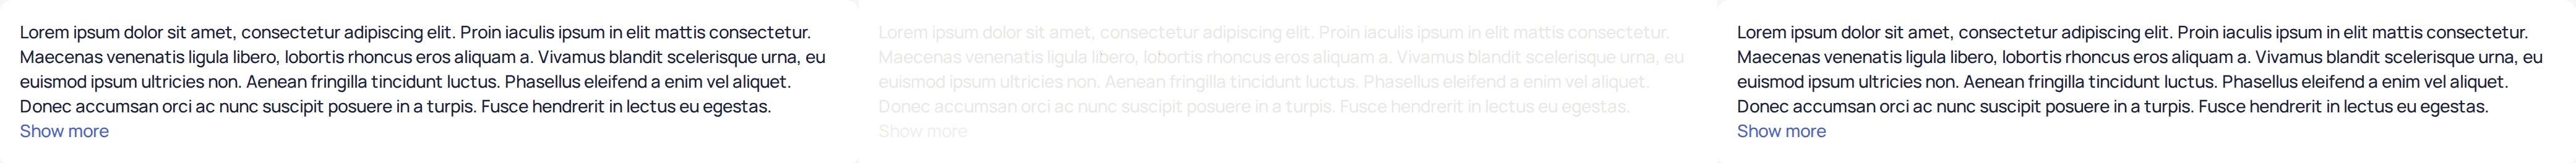 Lorem ipsum dolor sit amet, consectetur adipiscing elit. Proin iaculis ipsum in elit mattis consectetur.
Maecenas venenatis ligula libero, lobortis rhoncus eros aliquam a. Vivamus blandit scelerisque urna, eu
euismod ipsum ultricies non. Aenean fringilla tincidunt luctus. Phasellus eleifend a enim vel aliquet.
Donec accumsan orci ac nunc suscipit posuere in a turpis. Fusce hendrerit in lectus eu egestas.
Show more
Lorem ipsum dolor sit amet, consectetur adipiscing elit. Proin iaculis ipsum in elit mattis consectetur.
Maecenas venenatis ligula libero, lobortis rhoncus eros aliquam a. Vivamus blandit scelerisque urna, eu
euismod ipsum ultricies non. Aenean fringilla tincidunt luctus. Phasellus eleifend a enim vel aliquet.
Donec accumsan orci ac nunc suscipit posuere in a turpis. Fusce hendrerit in lectus eu egestas.
Show more
Lorem ipsum dolor sit amet, consectetur adipiscing elit. Proin iaculis ipsum in elit mattis consectetur.
Maecenas venenatis ligula libero, lobortis rhoncus eros aliquam a. Vivamus blandit scelerisque urna, eu
euismod ipsum ultricies non. Aenean fringilla tincidunt luctus. Phasellus eleifend a enim vel aliquet.
Donec accumsan orci ac nunc suscipit posuere in a turpis. Fusce hendrerit in lectus eu egestas.
Show more